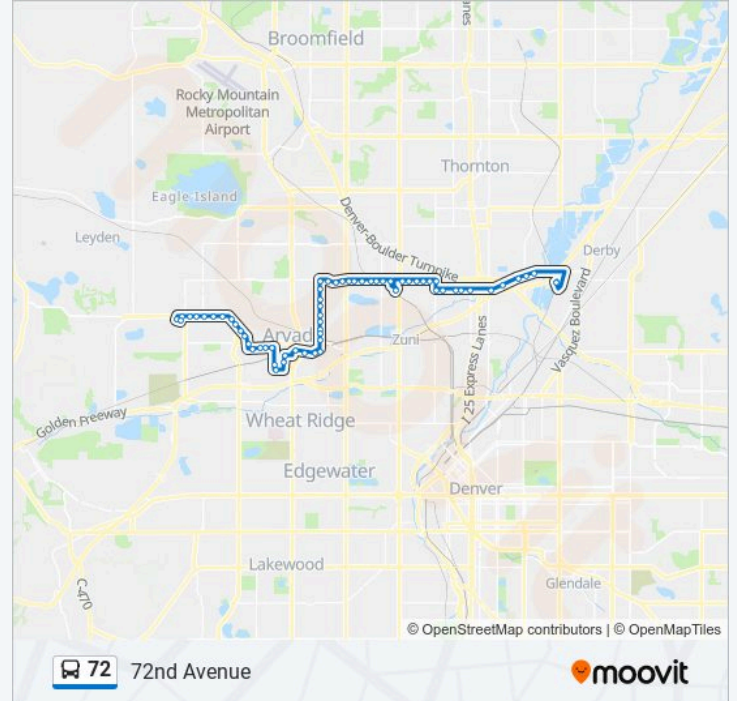 anes
Broomfield
Rocky Mountain
Metropolitan
Airport
Thornton
Eagle Island
Denver-Boulder Turnpike
Leyden
Derby
Arvad
Zuni
Vasquez Boulevard
I 25 Express Lanes
Golden Freeway
Wheat Ridge
Edgewater
Denver
Lakewood
Glendale
C-470
© OpenStreetMap contributors | © OpenMapTiles
72 72nd Avenue
moovit